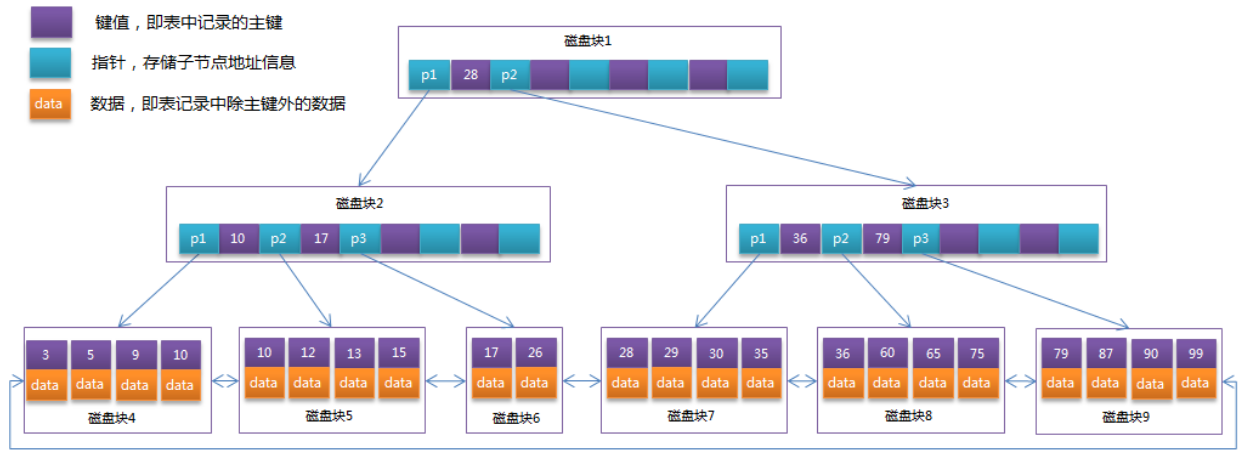 键值，即表中记录的主键
指针，存储子节点地址信息
data 数据，即表记录中除主键外的数据
磁盘块1
p1 28 p2
磁盘块2
p1 10 p2 17 p3
磁盘块3
p1 36 p2 79 p3
3 5 9 10
data data data data
磁盘块4
10 12 13 15
data data data data
磁盘块5
17 26
data data
磁盘块6
28 29 30 35
data data data data
磁盘块7
36 60 65 75
data data data data
磁盘块8
79 87 90 99
data data data data
磁盘块9